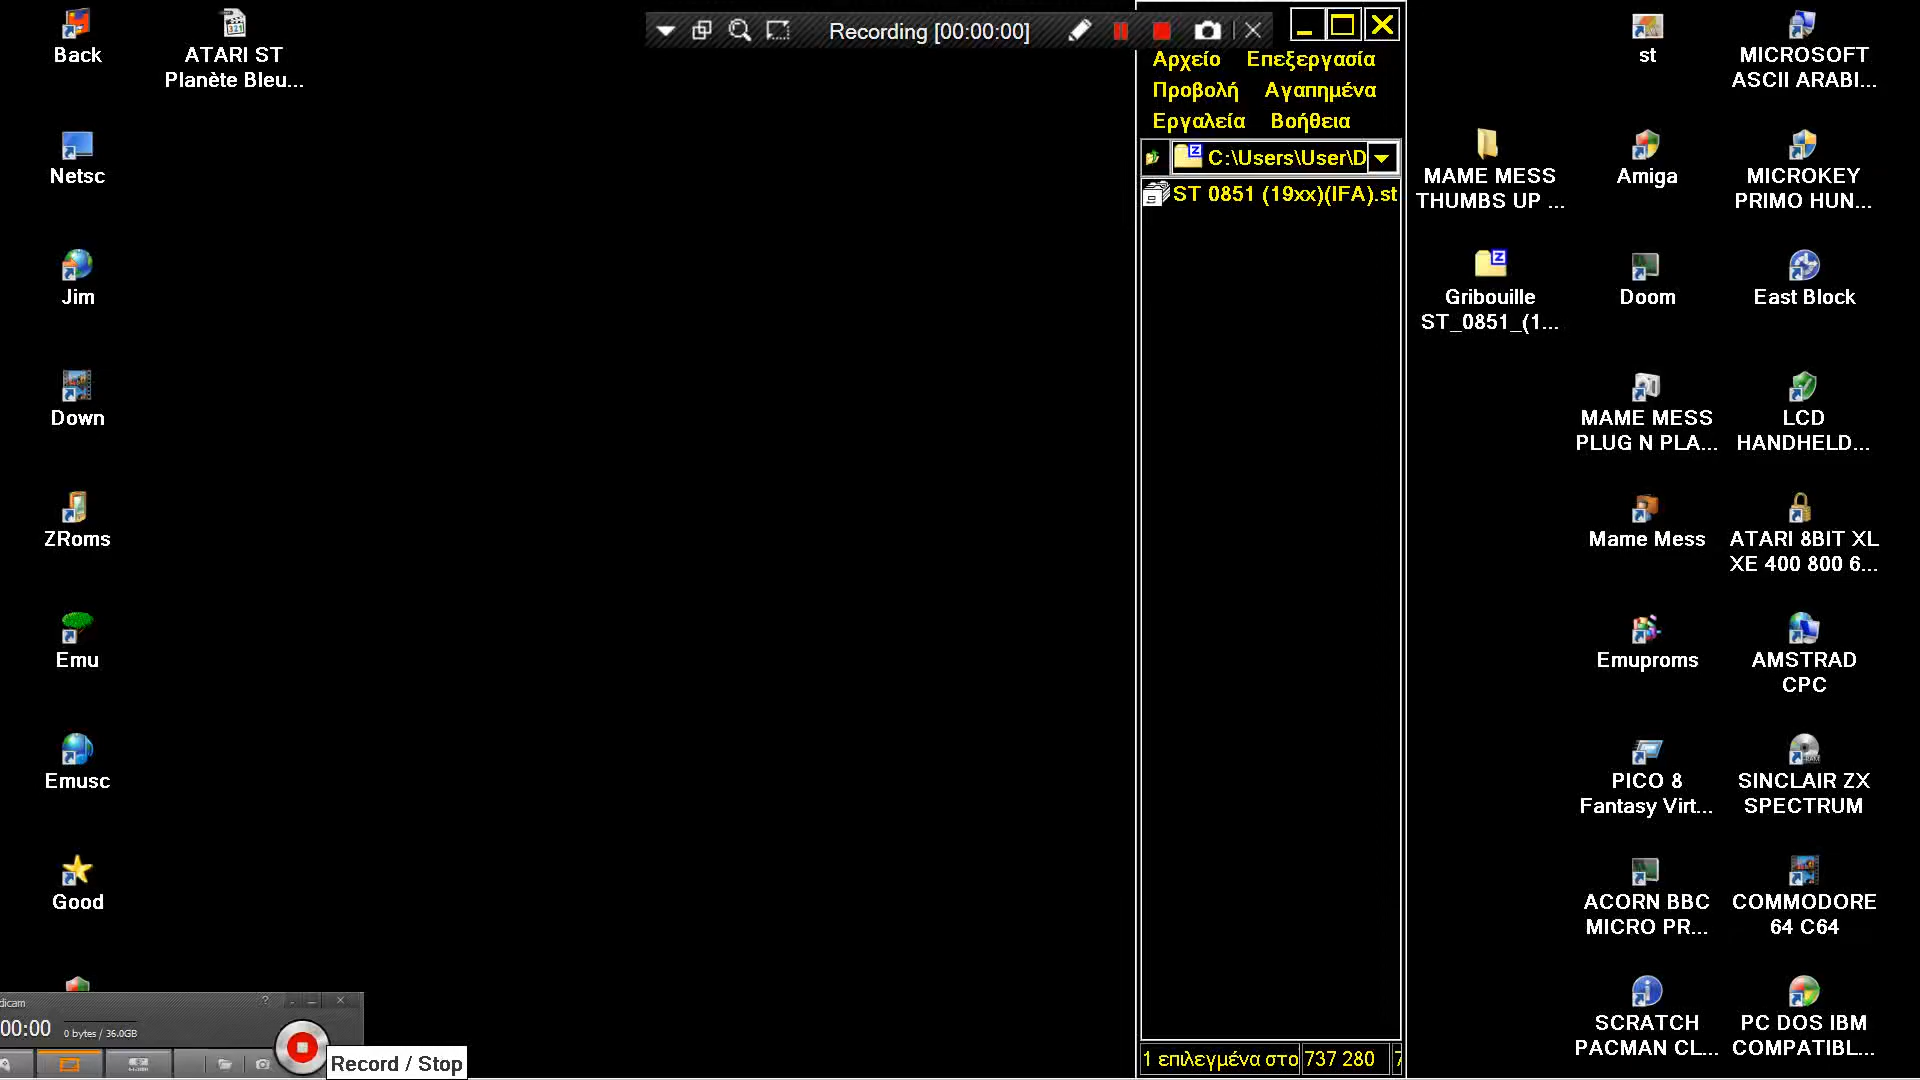 Back
ATARI ST
Planète Bleu...
Netsc
Jim
Down
ZRoms
Emu
Emusc
Good
Recording [00:00:00]
Αρχείο Επεξεργασία
Προβολή Αγαπημένα
Εργαλεία Βοήθεια
C:\Users\User\D
ST 0851 (19xx)(IFA).st
1 επιλεγμένα στο 737 280 7
st
MICROSOFT
ASCII ARABI...
MAME MESS
THUMBS UP ...
Amiga
MICROKEY
PRIMO HUN...
Gribouille
ST_0851_(1...
Doom
East Block
MAME MESS
PLUG N PLA...
LCD
HANDHELD...
Mame Mess
ATARI 8BIT XL
XE 400 800 6...
Emuproms
AMSTRAD
CPC
PICO 8
Fantasy Virt...
SINCLAIR ZX
SPECTRUM
ACORN BBC
MICRO PR...
COMMODORE
64 C64
SCRATCH
PACMAN CL...
PC DOS IBM
COMPATIBL...
dicam
00:00 0 bytes / 36.0GB
Record / Stop